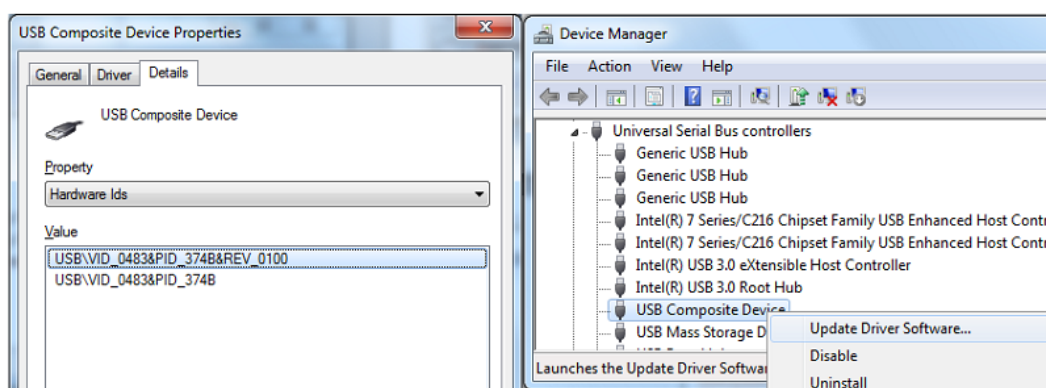 USB Composite Device Properties
General
Driver
Details
USB Composite Device
Property
Hardware Ids
Value
USB\VID_0483&PID_374B&REV_0100
USB\VID_0483&PID_374B
Device Manager
File Action View Help
Universal Serial Bus controllers
Generic USB Hub
Generic USB Hub
Generic USB Hub
Intel(R) 7 Series/C216 Chipset Family USB Enhanced Host Contr
Intel(R) 7 Series/C216 Chipset Family USB Enhanced Host Contr
Intel(R) USB 3.0 eXtensible Host Controller
Intel(R) USB 3.0 Root Hub
USB Composite Device
USB Mass Storage D
Launches the Update Driver Softwar
Update Driver Software...
Disable
Uninstall